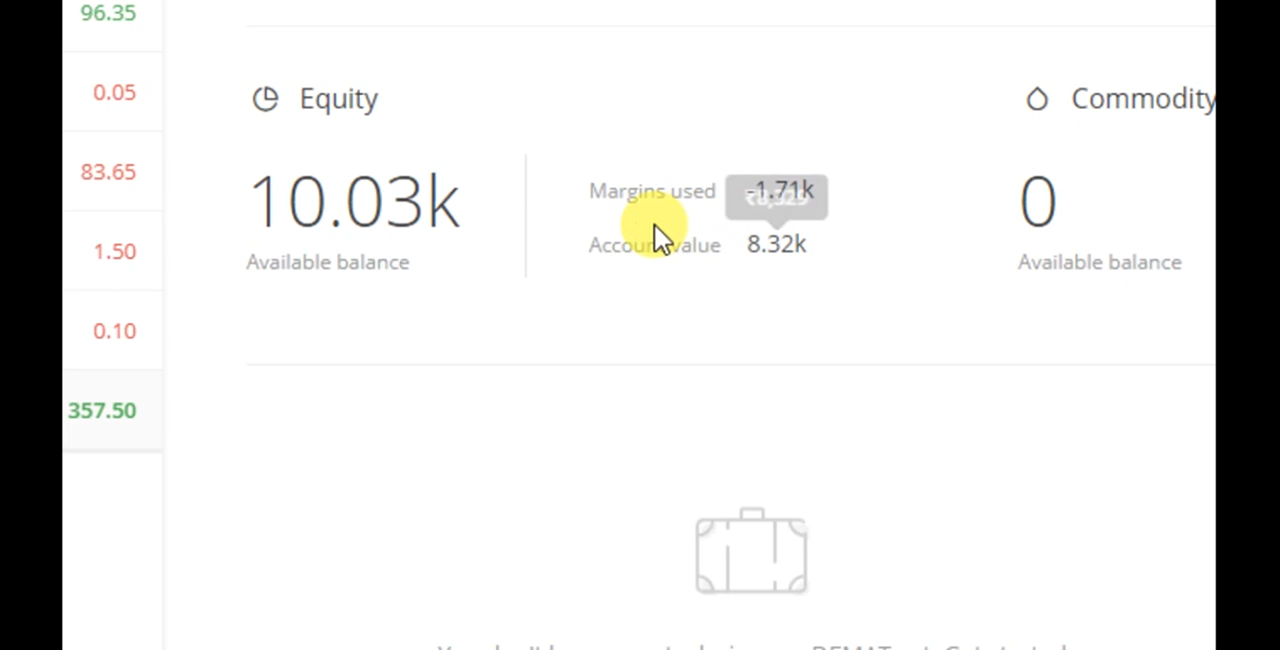 96.35
0.05
83.65
1.50
0.10
357.50
Equity
10.03k
Available balance
Margins used -1.71k
Account value 8.32k
Commodity
0
Available balance